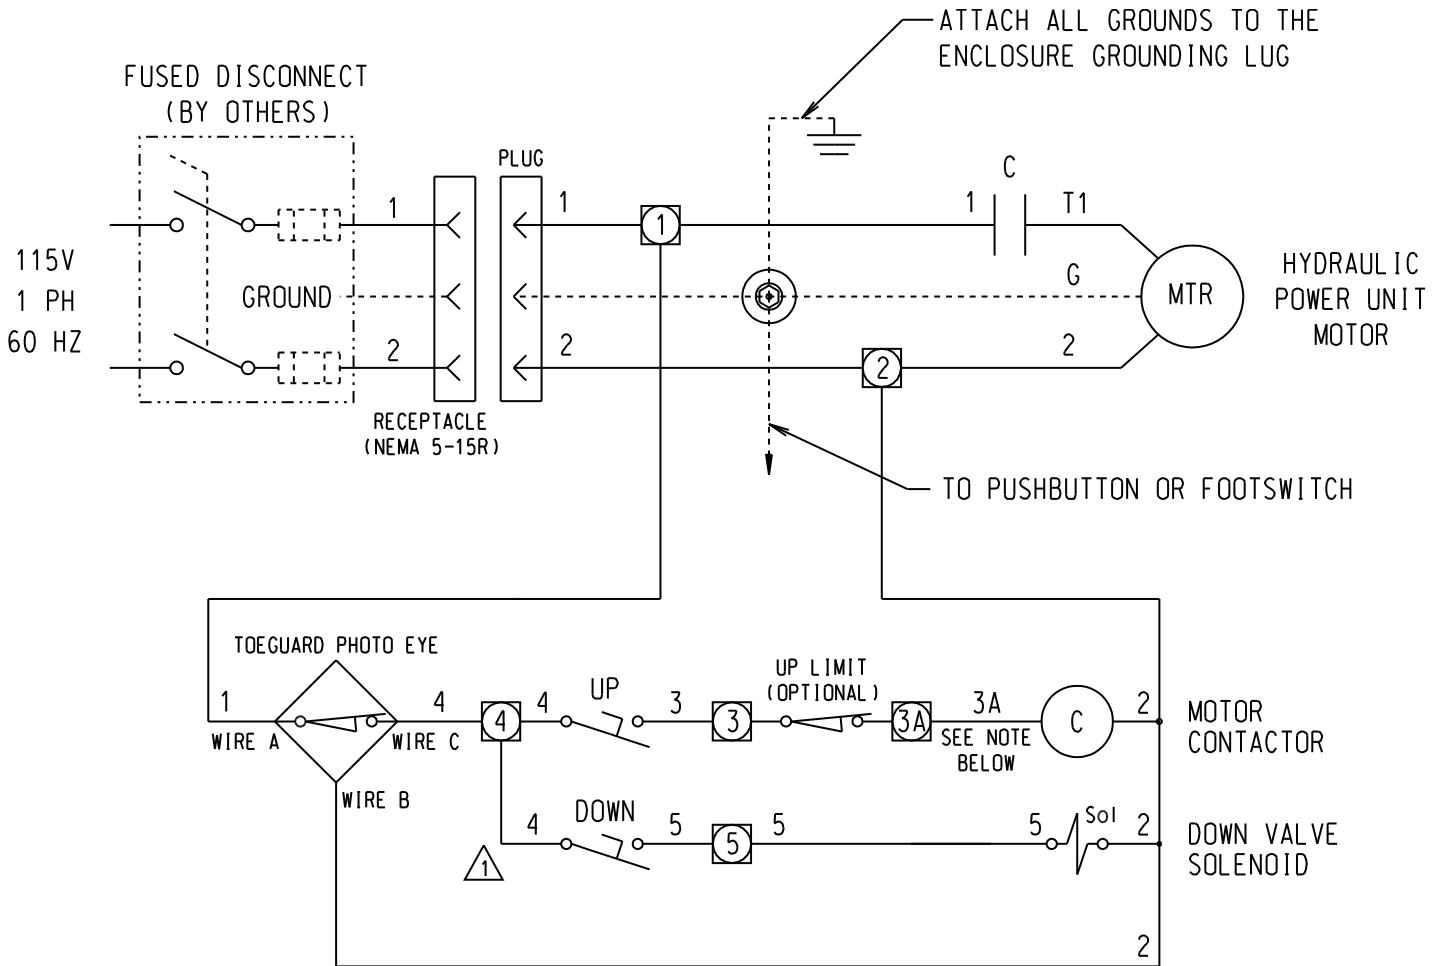 ATTACH ALL GROUNDS TO THE
ENCLOSURE GROUNDING LUG
FUSED DISCONNECT
(BY OTHERS)
PLUG
C
1
1
1
1
T1
115V
1 PH
60 HZ
GROUND
G
MTR
HYDRAULIC
POWER UNIT
MOTOR
2
2
2
2
RECEPTACLE
(NEMA 5-15R)
TO PUSHBUTTON OR FOOTSWITCH
TOEGUARD PHOTO EYE
UP LIMIT
(OPTIONAL)
1
4
4
4
UP
3
3
3A
3A
C
2
MOTOR
CONTACTOR
WIRE A
WIRE C
SEE NOTE
BELOW
WIRE B
DOWN
4
5
5
5
5
Sol
2
DOWN VALVE
SOLENOID
1
2